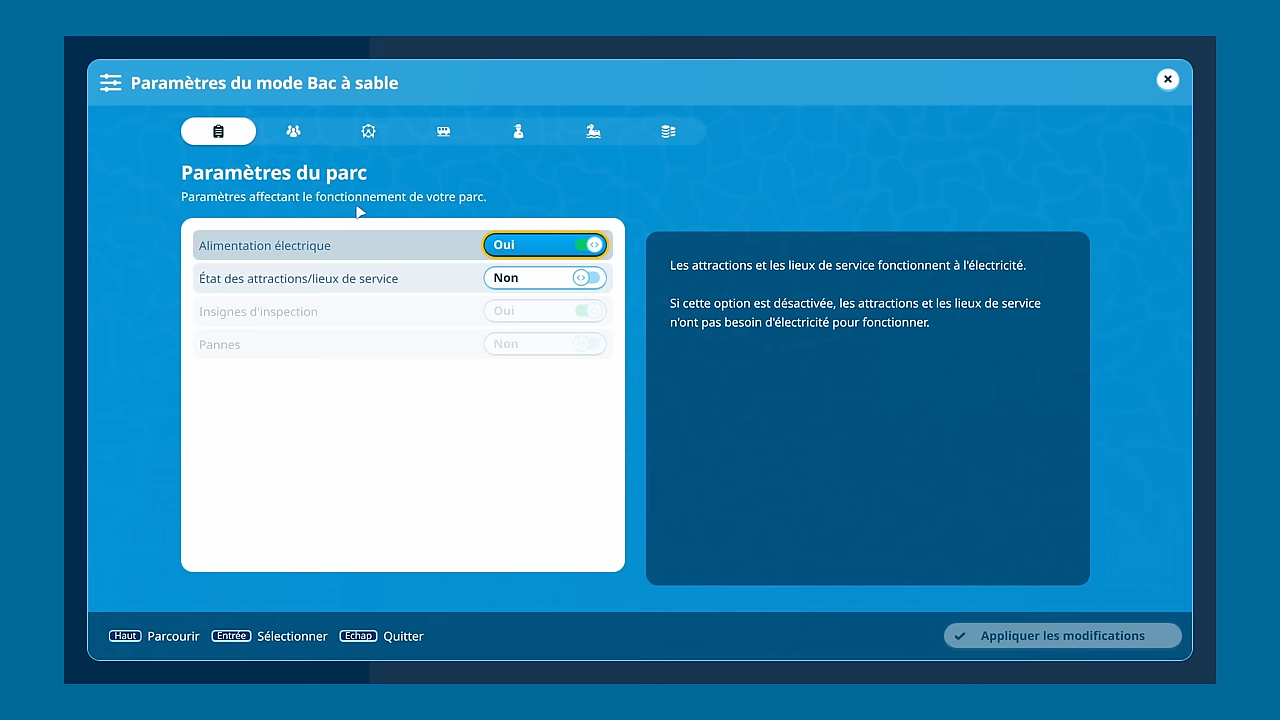 Paramètres du mode Bac à sable
Paramètres du parc
Paramètres affectant le fonctionnement de votre parc.
Alimentation électrique Oui
État des attractions/lieux de service Non
Insignes d'inspection Oui
Pannes Non
Les attractions et les lieux de service fonctionnent à l'électricité.
Si cette option est désactivée, les attractions et les lieux de service
n'ont pas besoin d'électricité pour fonctionner.
Haut Parcourir Entrée Sélectionner Echap Quitter
Appliquer les modifications